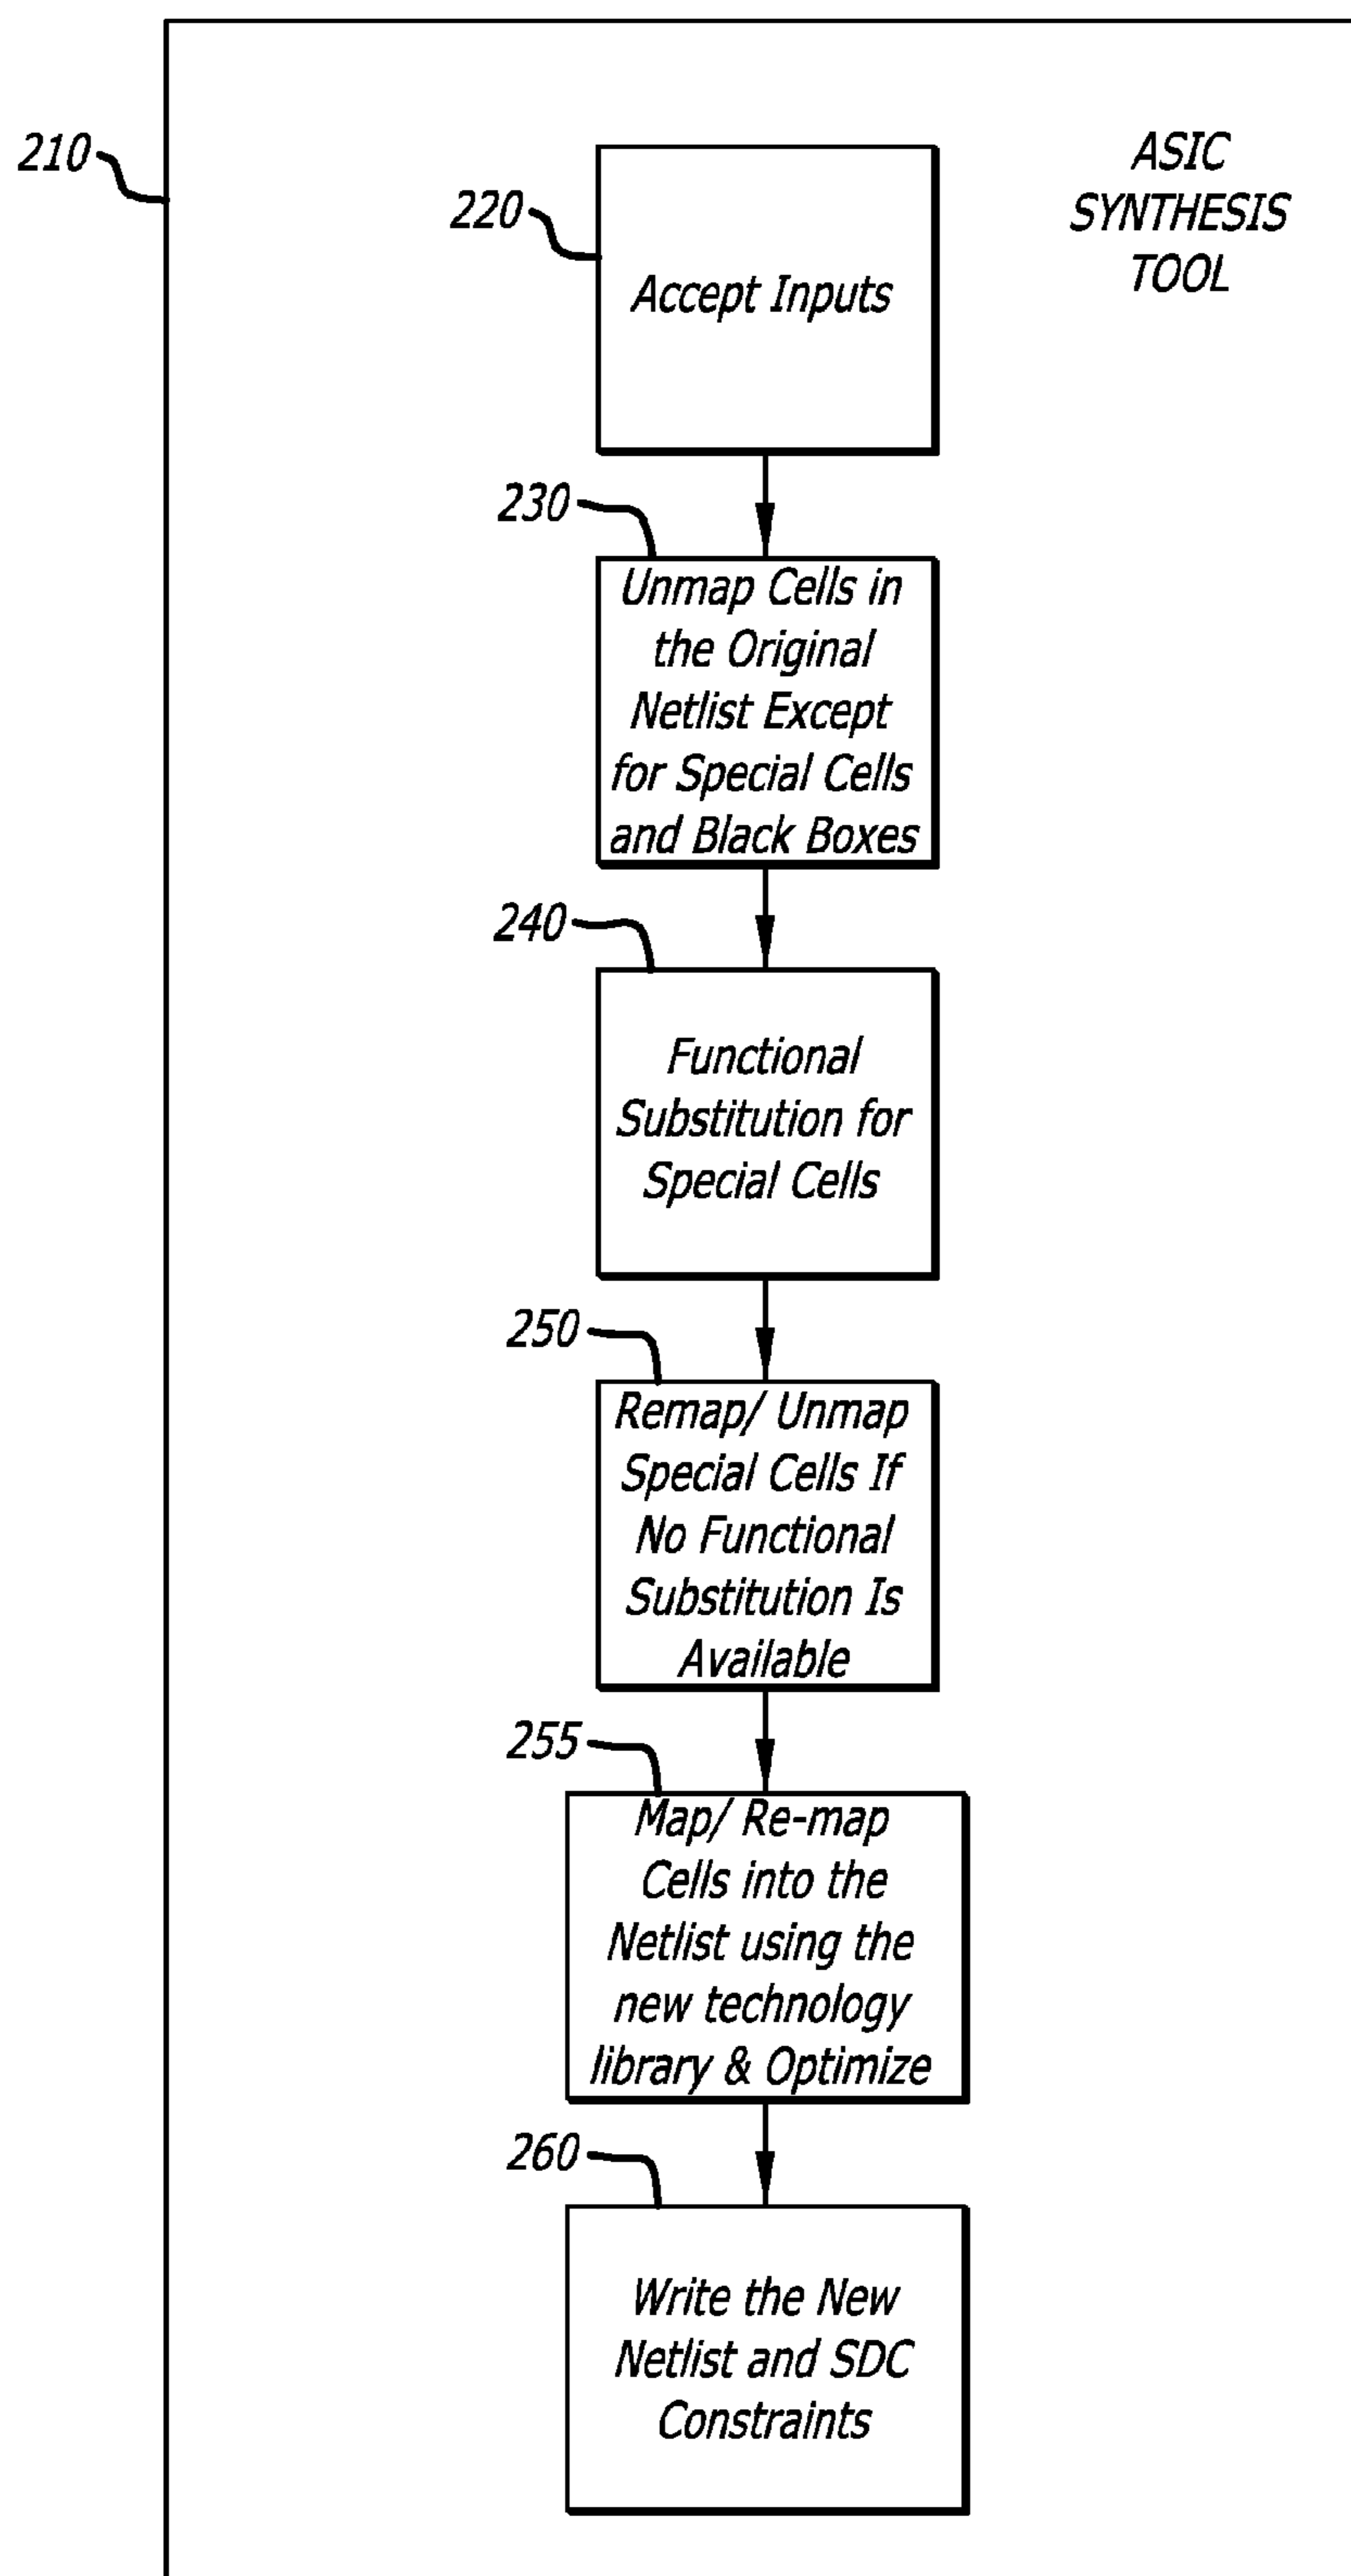 210
ASIC
SYNTHESIS
TOOL
220
Accept Inputs
230
Unmap Cells in
the Original
Netlist Except
for Special Cells
and Black Boxes
240
Functional
Substitution for
Special Cells
250
Remap/ Unmap
Special Cells If
No Functional
Substitution Is
Available
255
Map/ Re-map
Cells into the
Netlist using the
new technology
library & Optimize
260
Write the New
Netlist and SDC
Constraints